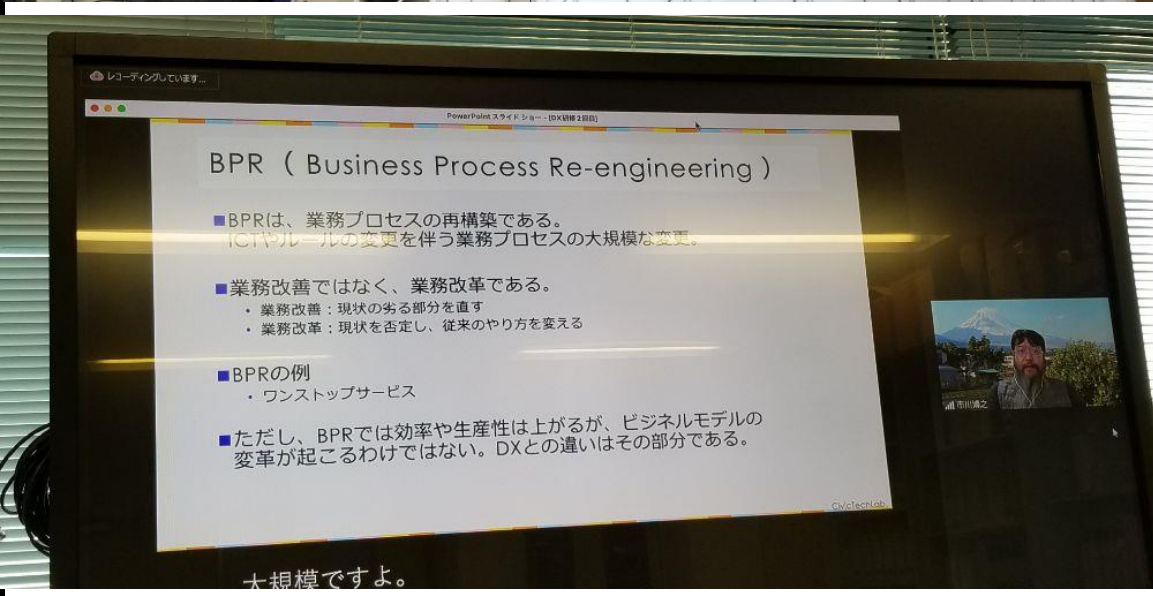 レコーディングしています...
PowerPoint スライド ショー - [DX研修2回目]
BPR ( Business Process Re-engineering )
■BPRは、業務プロセスの再構築である。
ICTやルールの変更を伴う業務プロセスの大規模な変更。
■業務改善ではなく、業務改革である。
・ 業務改善：現状の劣る部分を直す
・ 業務改革：現状を否定し、従来のやり方を変える
■BPRの例
・ ワンストップサービス
■ただし、BPRでは効率や生産性は上がるが、ビジネルモデルの
変革が起こるわけではない。DXとの違いはその部分である。
市川博之
CivicTechLab
大規模ですよ。